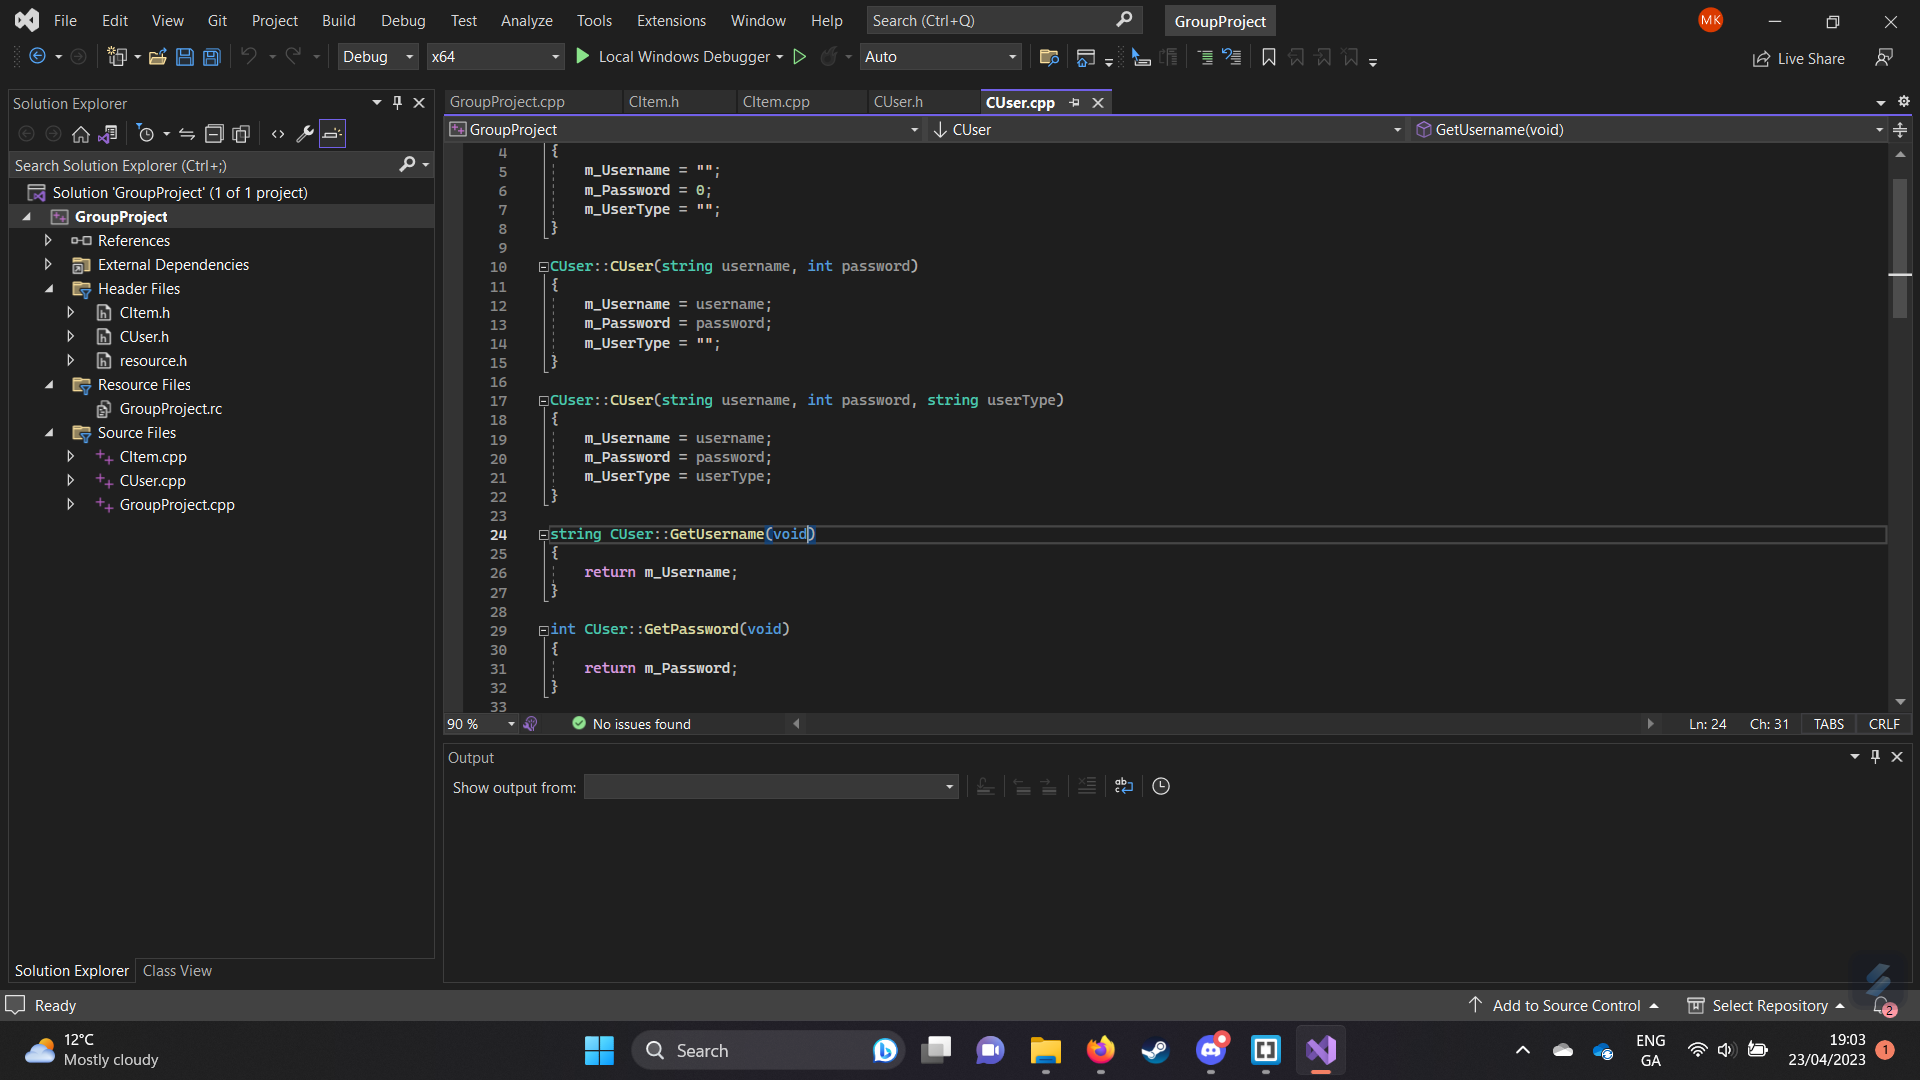 File Edit View Git Project Build Debug Test Analyze Tools Extensions Window Help Search (Ctrl+Q) GroupProject MK
Debug x64 Local Windows Debugger Auto Live Share
Solution Explorer
Search Solution Explorer (Ctrl+;)
Solution 'GroupProject' (1 of 1 project)
GroupProject
References
External Dependencies
Header Files
CItem.h
CUser.h
resource.h
Resource Files
GroupProject.rc
Source Files
CItem.cpp
CUser.cpp
GroupProject.cpp
Solution Explorer Class View
GroupProject.cpp CItem.h CItem.cpp CUser.h CUser.cpp
GroupProject CUser GetUsername(void)
4 {
5 m_Username = "";
6 m_Password = 0;
7 m_UserType = "";
8 }
9
10 CUser::CUser(string username, int password)
11 {
12 m_Username = username;
13 m_Password = password;
14 m_UserType = "";
15 }
16
17 CUser::CUser(string username, int password, string userType)
18 {
19 m_Username = username;
20 m_Password = password;
21 m_UserType = userType;
22 }
23
24 string CUser::GetUsername(void)
25 {
26 return m_Username;
27 }
28
29 int CUser::GetPassword(void)
30 {
31 return m_Password;
32 }
33
90 % No issues found Ln: 24 Ch: 31 TABS CRLF
Output
Show output from:
Ready Add to Source Control Select Repository 2
12°C
Mostly cloudy
Search
ENG
GA
19:03
23/04/2023
1